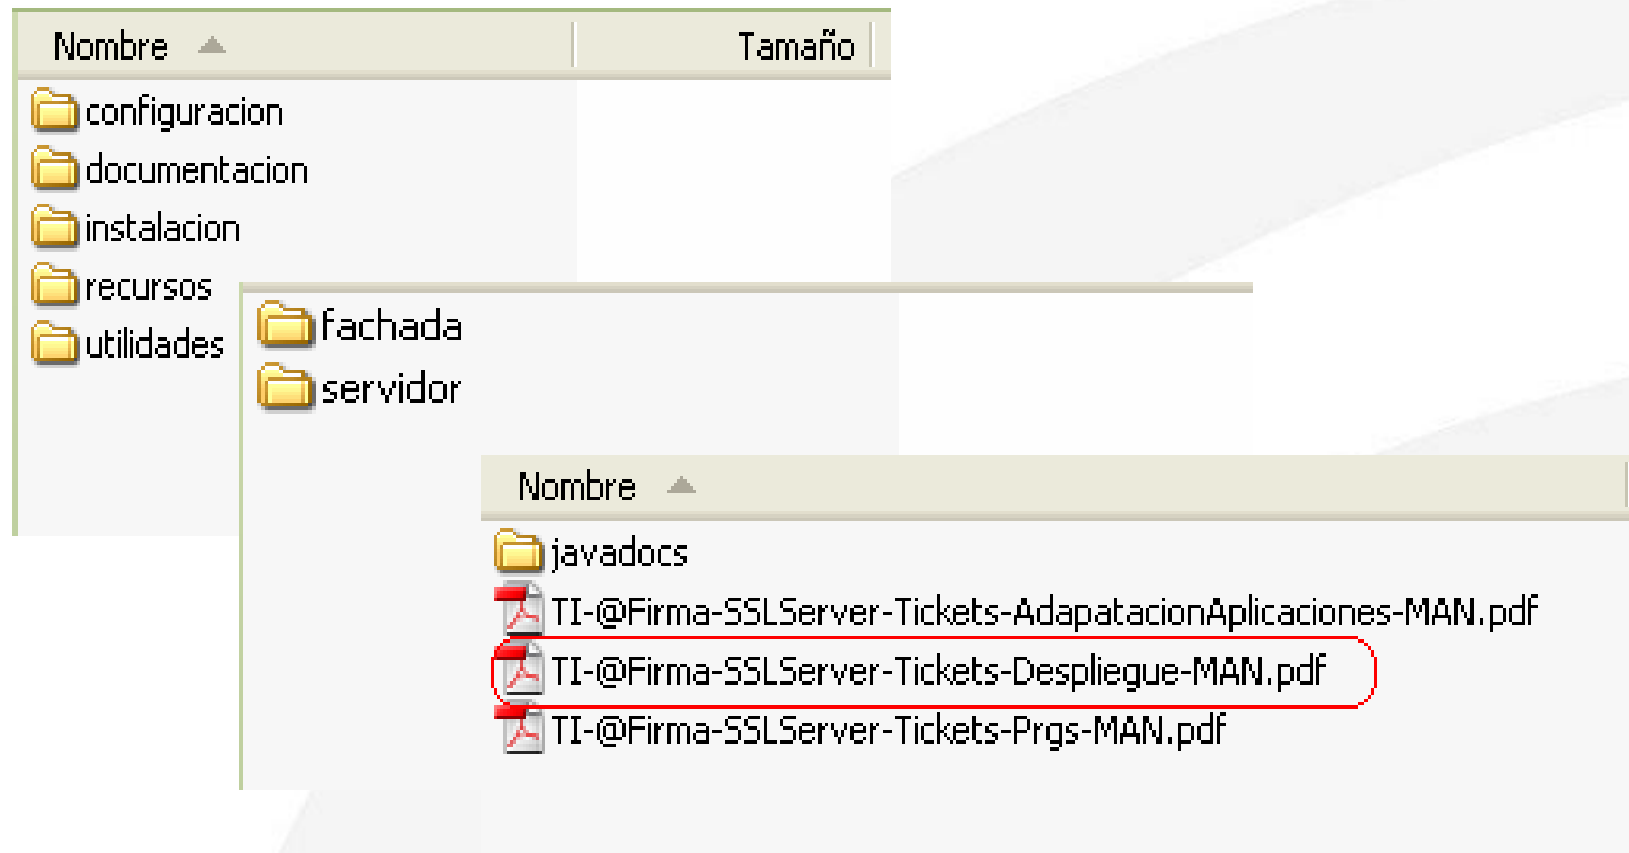 Nombre Tamaño
configuracion
documentacion
instalacion
recursos
utilidades
fachada
servidor
Nombre
javadocs
TI-@Firma-SSLServer-Tickets-AdapatacionAplicaciones-MAN.pdf
TI-@Firma-SSLServer-Tickets-Despliegue-MAN.pdf
TI-@Firma-SSLServer-Tickets-Prgs-MAN.pdf